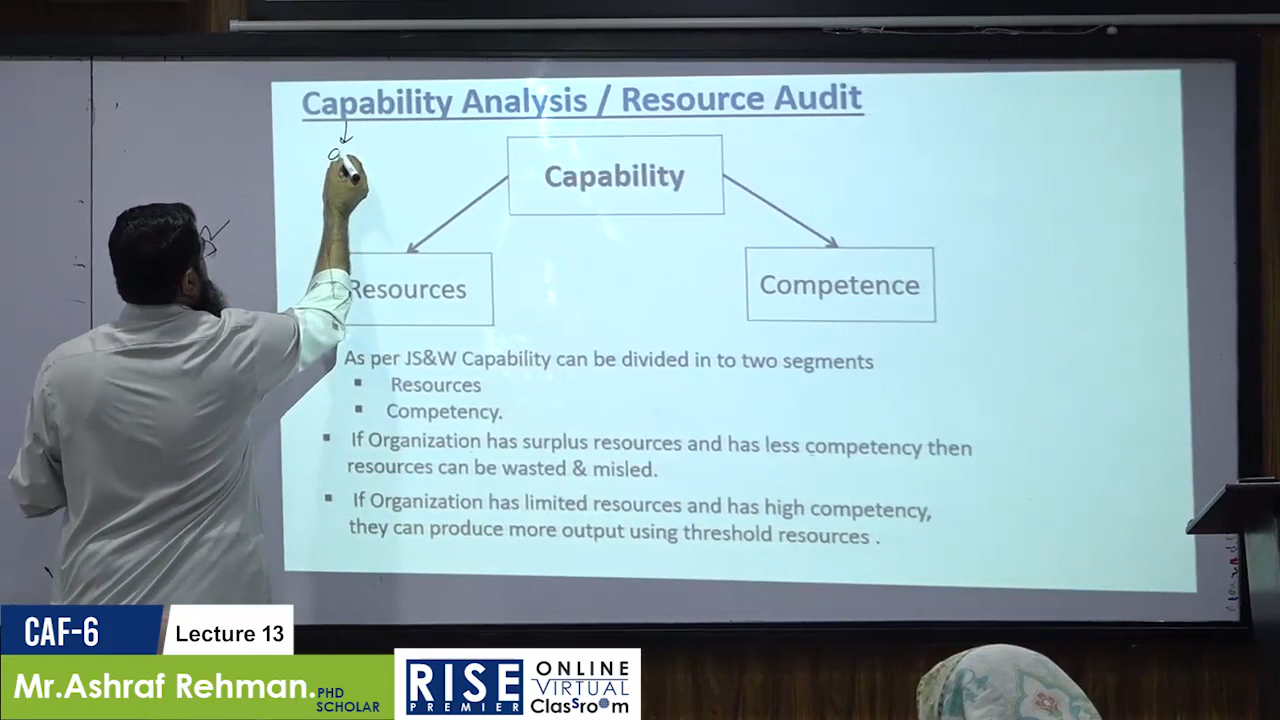 Capability Analysis / Resource Audit
Capability
Resources
Competence
As per JS&W Capability can be divided in to two segments
▪ Resources
▪ Competency.
▪ If Organization has surplus resources and has less competency then
resources can be wasted & misled.
▪ If Organization has limited resources and has high competency,
they can produce more output using threshold resources .
CAF-6
Lecture 13
Mr.Ashraf Rehman. PHD
SCHOLAR
RISE
PREMIER
ONLINE
VIRTUAL
Classroom